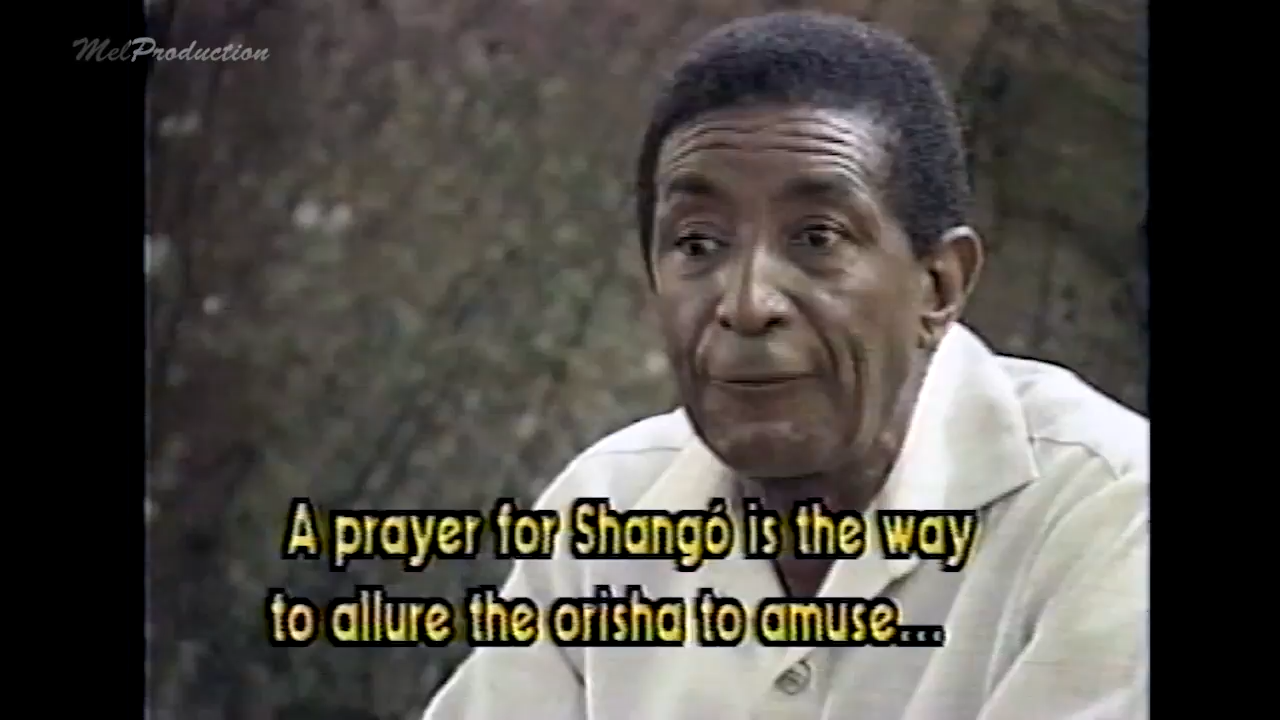 MelProduction
A prayer for Shangó is the way
to allure the orisha to amuse...